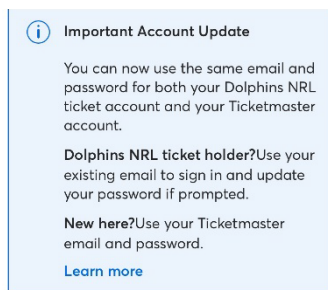 Important Account Update
You can now use the same email and
password for both your Dolphins NRL
ticket account and your Ticketmaster
account.
Dolphins NRL ticket holder?Use your
existing email to sign in and update
your password if prompted.
New here?Use your Ticketmaster
email and password.
Learn more